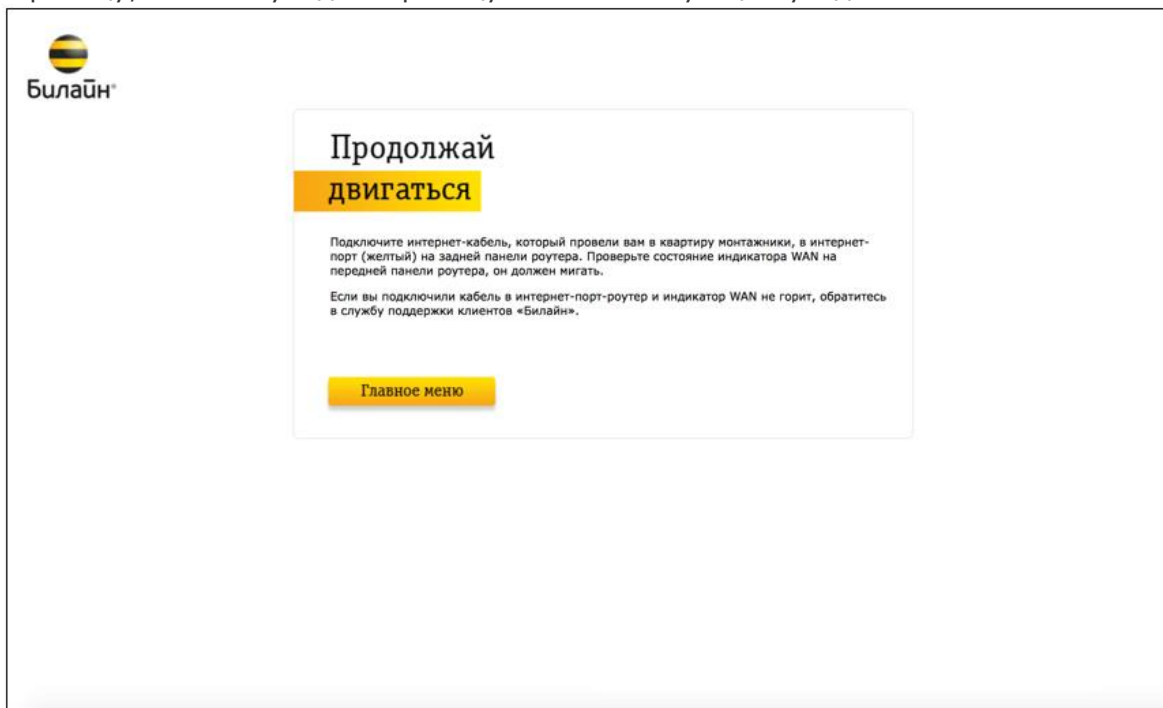 Билайн®
Продолжай
двигаться
Подключите интернет-кабель, который провели вам в квартиру монтажники, в интернет-
порт (желтый) на задней панели роутера. Проверьте состояние индикатора WAN на
передней панели роутера, он должен мигать.
Если вы подключили кабель в интернет-порт-роутер и индикатор WAN не горит, обратитесь
в службу поддержки клиентов «Билайн».
Главное меню